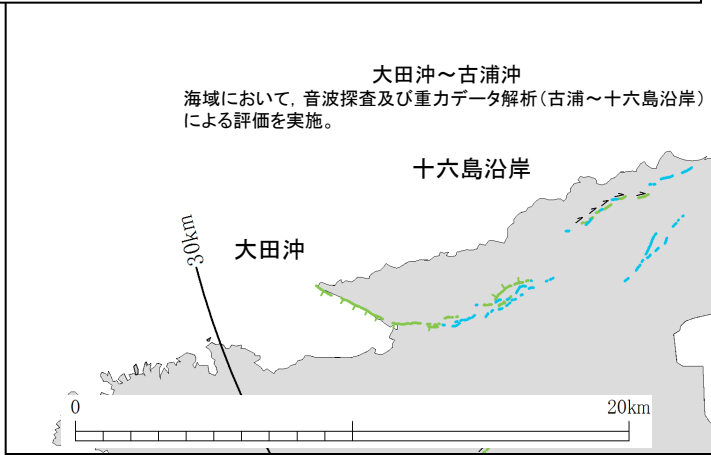 大田沖～古浦沖
海域において，音波探査及び重力データ解析（古浦～十六島沿岸）
による評価を実施。
十六島沿岸
大田沖
30km
0
20km